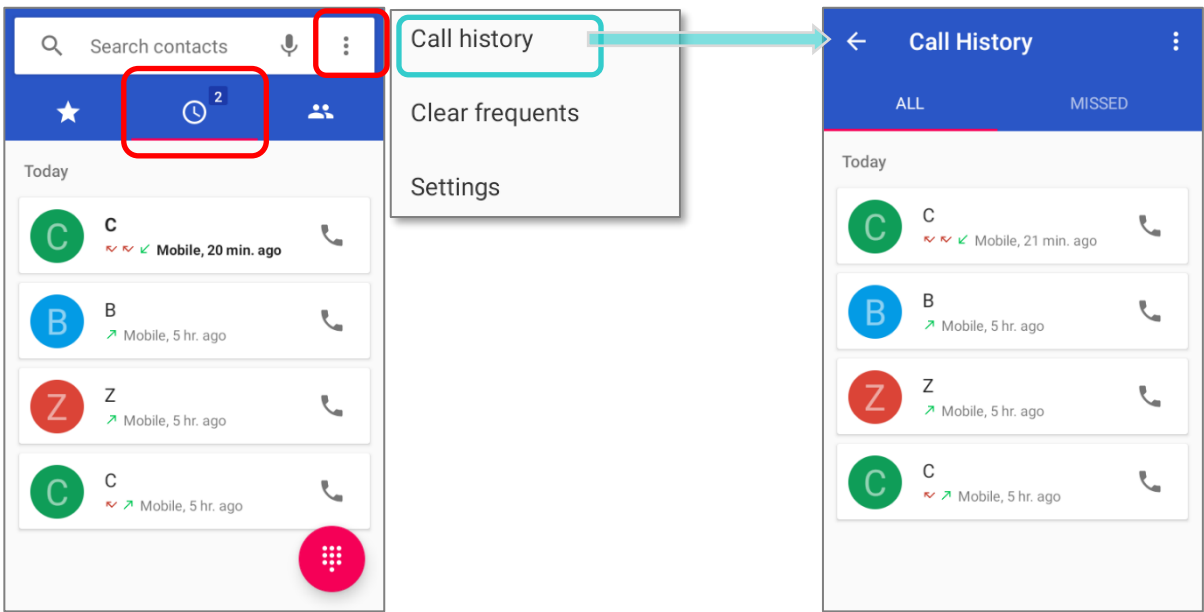 Search contacts
2
Today
C
C
Mobile, 20 min. ago
B
B
Mobile, 5 hr. ago
Z
Z
Mobile, 5 hr. ago
C
C
Mobile, 5 hr. ago
Call history
Clear frequents
Settings
Call History
ALL MISSED
Today
C
C
Mobile, 21 min. ago
B
B
Mobile, 5 hr. ago
Z
Z
Mobile, 5 hr. ago
C
C
Mobile, 5 hr. ago